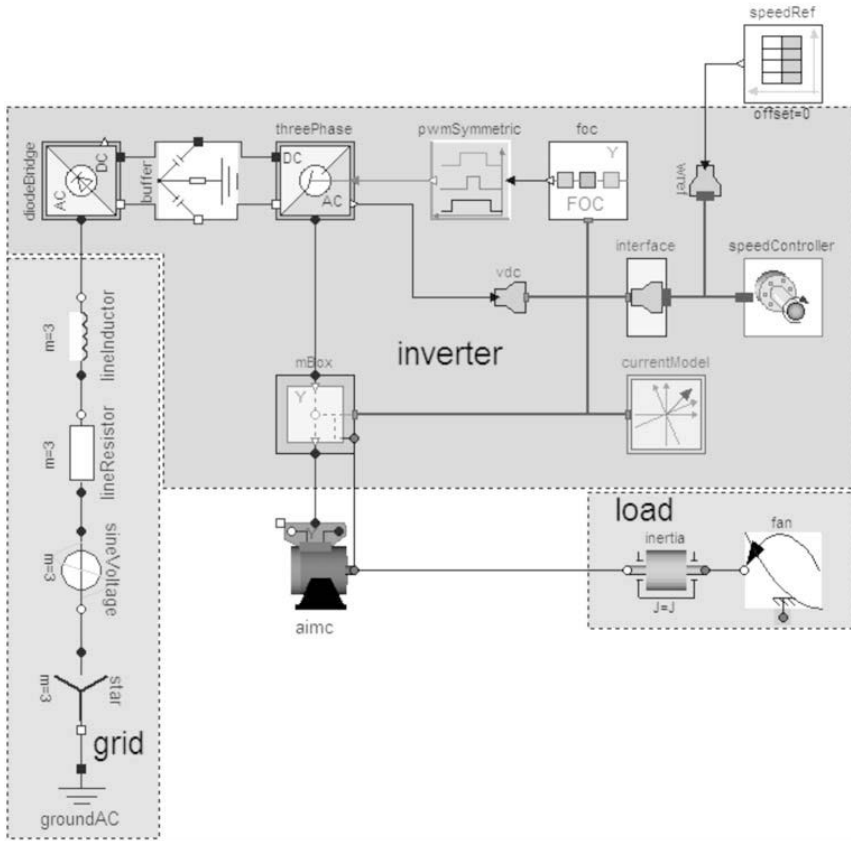 speedRef
offset=0
threePhase
pwmSymmetric
foc
DC
AC
diodeBridge
buffer
DC
AC
Y
FOC
wref
interface
speedController
vdc
inverter
mBox
Y
currentModel
m=3
lineInductor
m=3
lineResistor
m=3
sineVoltage
m=3
star
grid
groundAC
aimc
load
inertia
fan
J=J